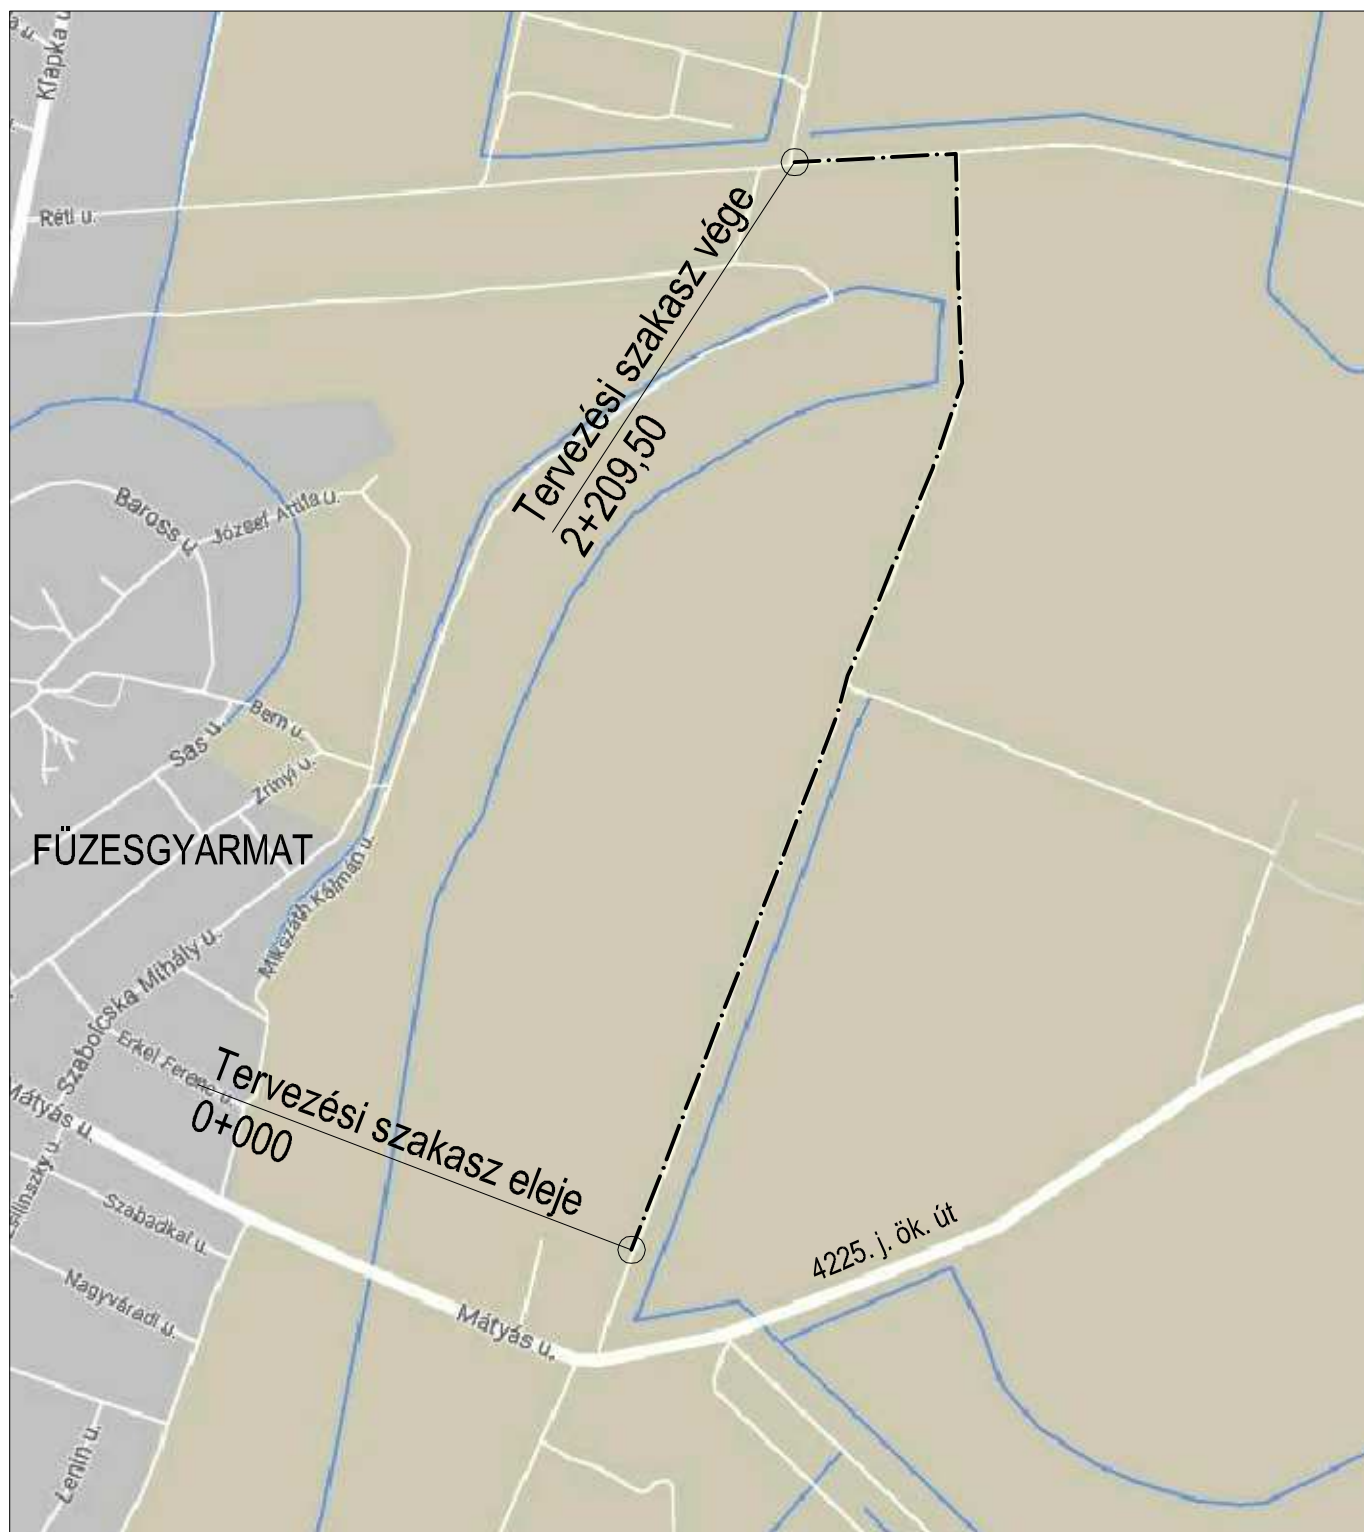 Klapka u.
Réti u.
Tervezési szakasz vége
2+209,50
Baross u.
József Attila u.
Bem u.
Sas u.
Zrínyi u.
FÜZESGYARMAT
Mikszáth Kálmán u.
Szabolcska Mihály u.
Erkel Ferenc u.
Tervezési szakasz eleje
0+000
Mátyás u.
Szabadkai u.
Nagyváradi u.
4225. j. ök. út
Mátyás u.
Lenin u.